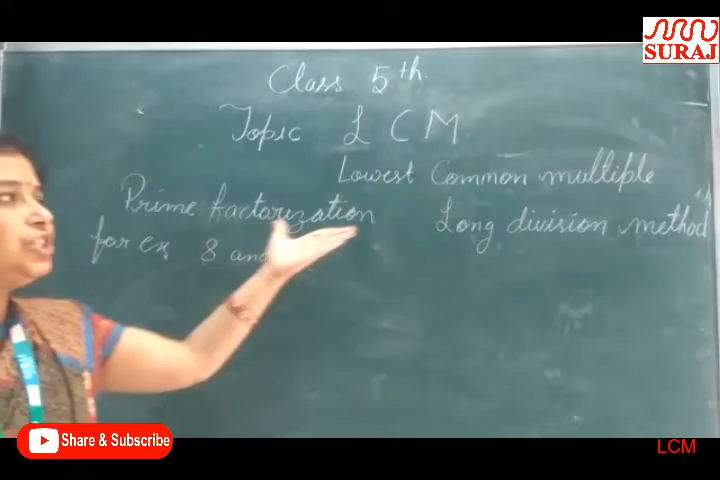 SURAJ
Class 5th
Topic L C M
Lowest Common multiple
Prime factorization
Long division method
for ex 8 and
Share & Subscribe
LCM